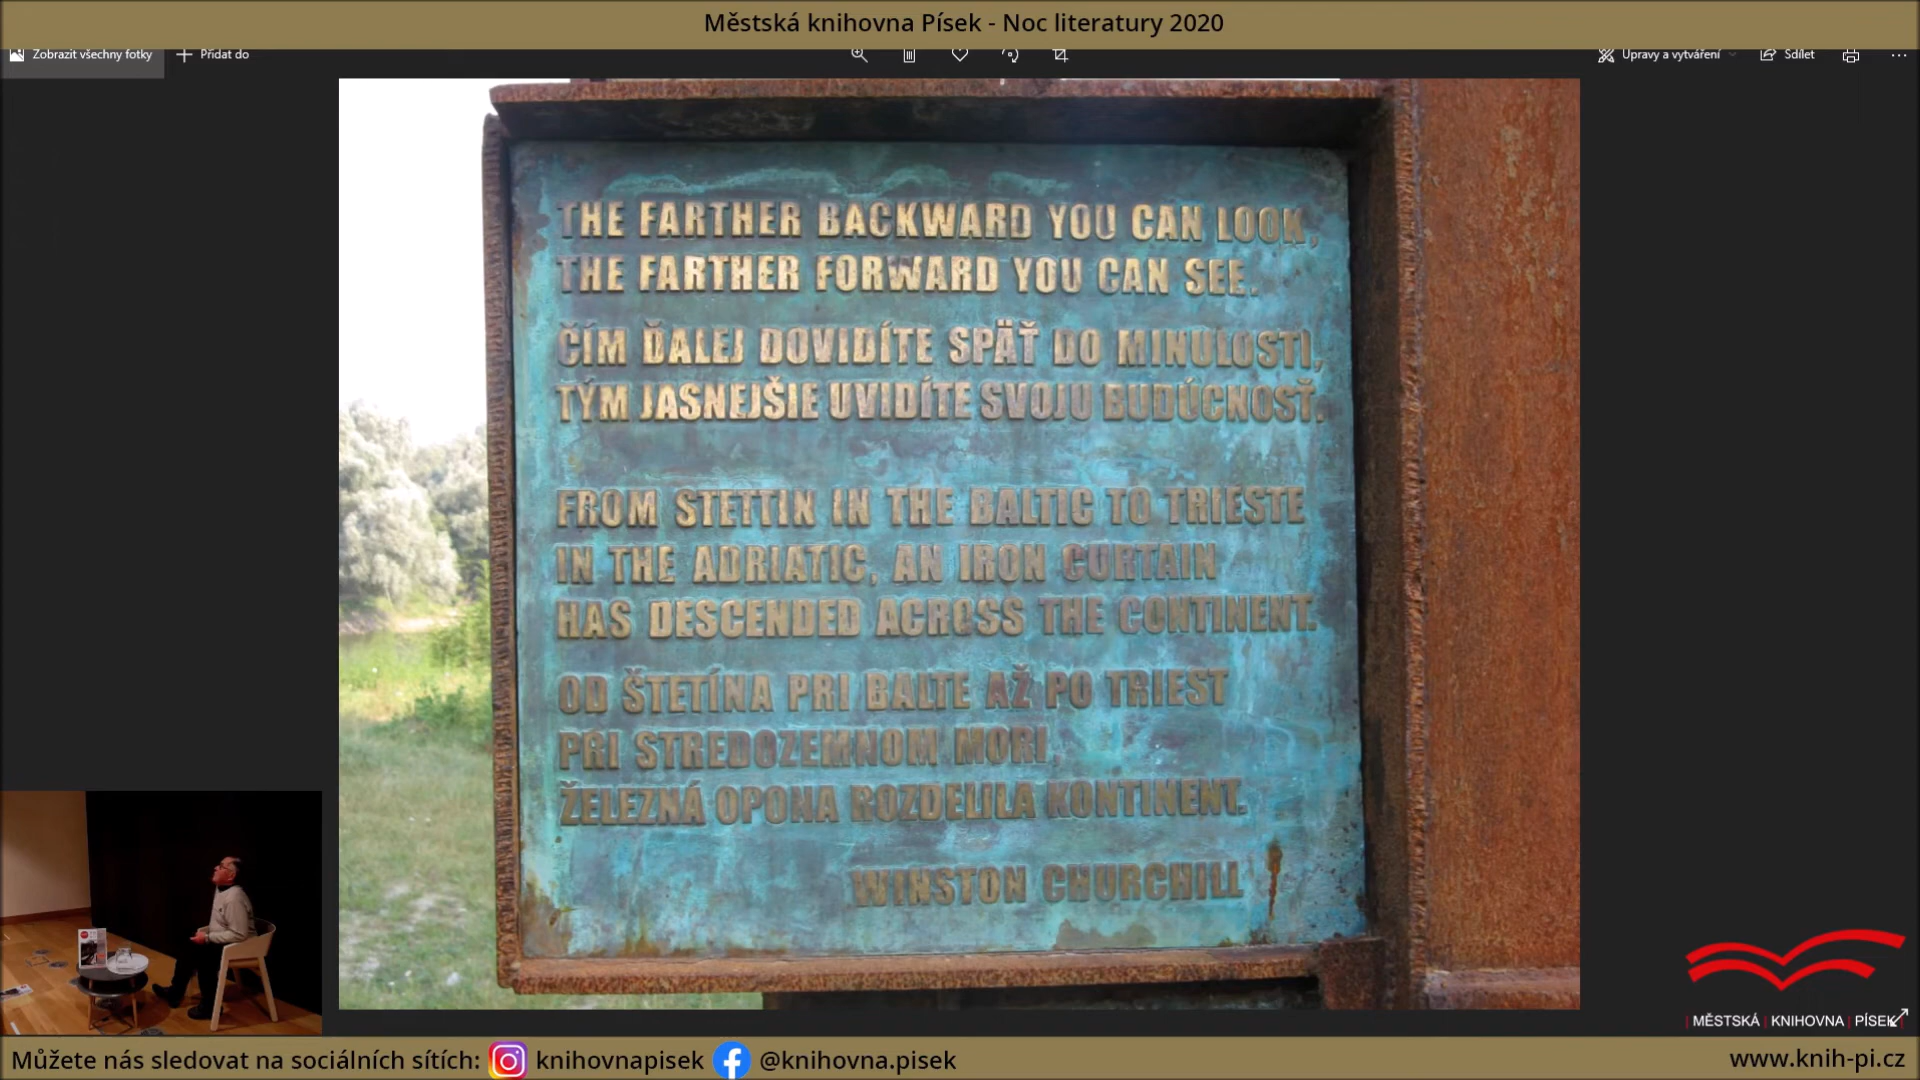 Městská knihovna Písek - Noc literatury 2020
Zobrazit všechny fotky
Přidat do
Úpravy a vytváření
Sdílet
THE FARTHER BACKWARD YOU CAN LOOK,
THE FARTHER FORWARD YOU CAN SEE.
ČÍM ĎALEJ DOVIDÍTE SPÄŤ DO MINULOSTI,
TÝM JASNEJŠIE UVIDÍTE SVOJU BUDÚCNOSŤ.
FROM STETTIN IN THE BALTIC TO TRIESTE
IN THE ADRIATIC, AN IRON CURTAIN
HAS DESCENDED ACROSS THE CONTINENT.
OD ŠTETÍNA PRI BALTE AŽ PO TRIEST
PRI STREDOZEMNOM MORI
ŽELEZNÁ OPONA ROZDELILA KONTINENT.
WINSTON CHURCHILL
| MĚSTSKÁ | KNIHOVNA | PÍSEK
Můžete nás sledovat na sociálních sítích: knihovnapisek @knihovna.pisek
www.knih-pi.cz